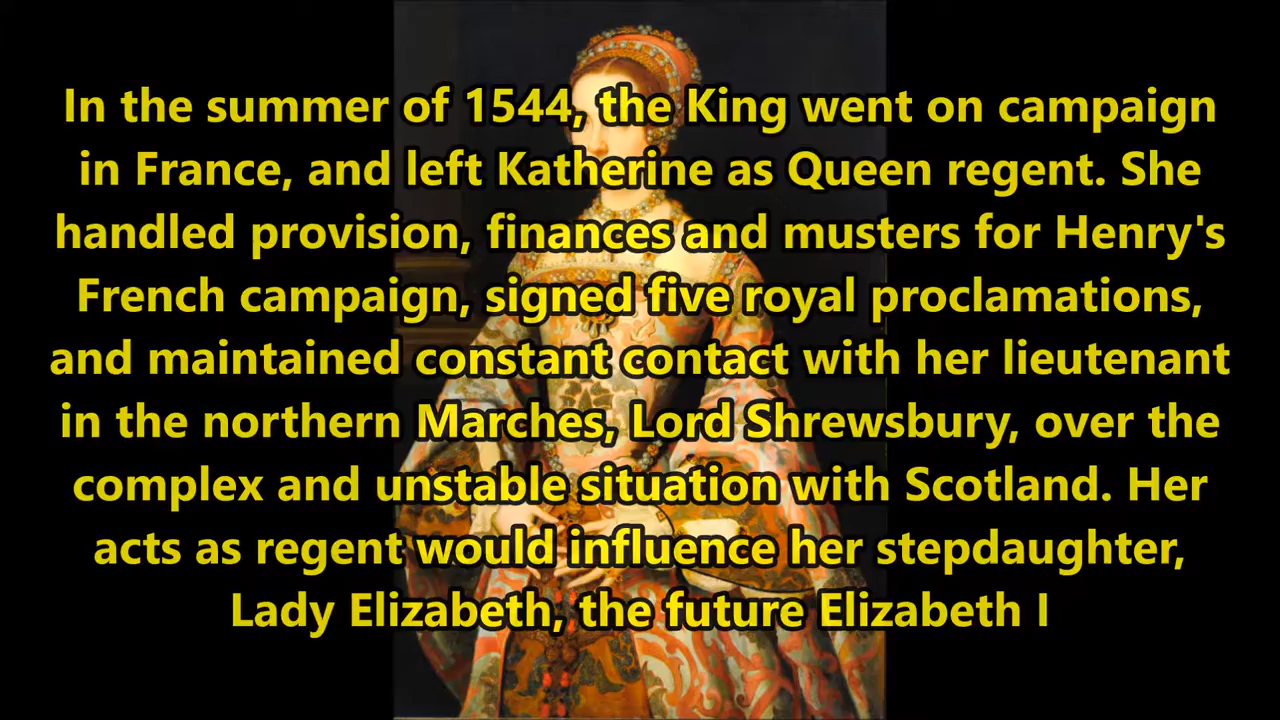 In the summer of 1544, the King went on campaign
in France, and left Katherine as Queen regent. She
handled provision, finances and musters for Henry's
French campaign, signed five royal proclamations,
and maintained constant contact with her lieutenant
in the northern Marches, Lord Shrewsbury, over the
complex and unstable situation with Scotland. Her
acts as regent would influence her stepdaughter,
Lady Elizabeth, the future Elizabeth I